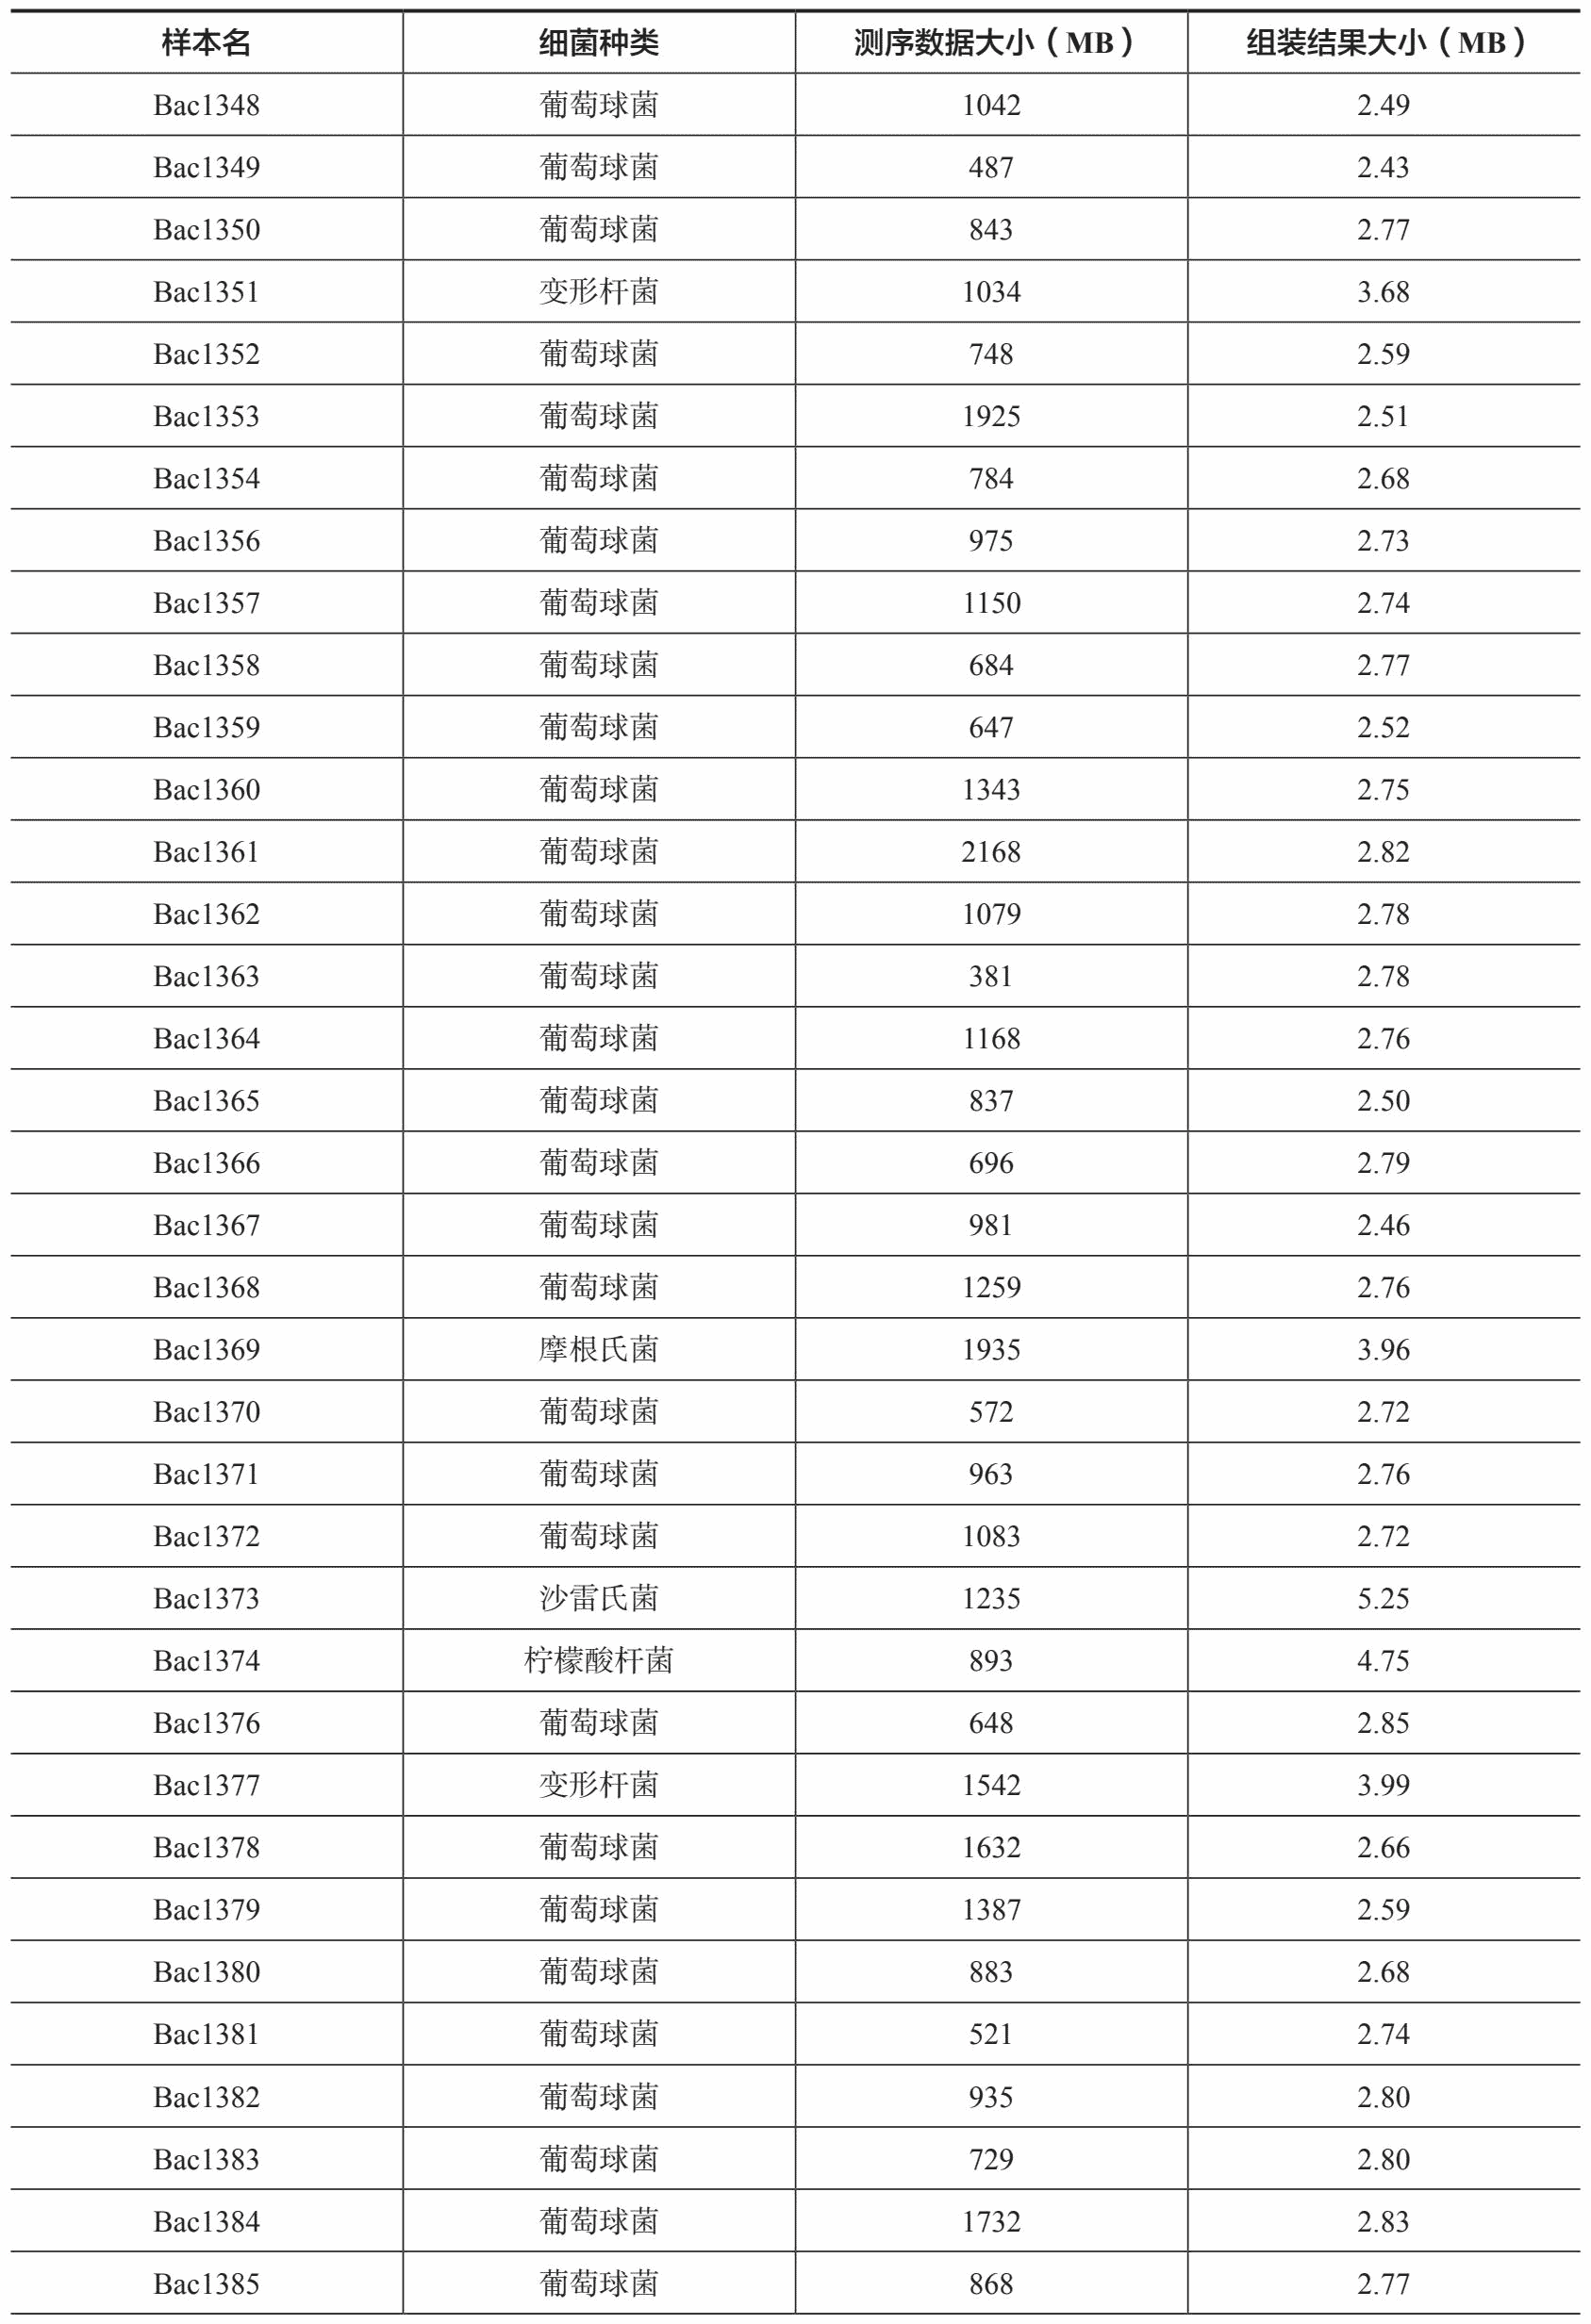 样本名 细菌种类 测序数据大小（MB） 组装结果大小（MB）
Bac1348 葡萄球菌 1042 2.49
Bac1349 葡萄球菌 487 2.43
Bac1350 葡萄球菌 843 2.77
Bac1351 变形杆菌 1034 3.68
Bac1352 葡萄球菌 748 2.59
Bac1353 葡萄球菌 1925 2.51
Bac1354 葡萄球菌 784 2.68
Bac1356 葡萄球菌 975 2.73
Bac1357 葡萄球菌 1150 2.74
Bac1358 葡萄球菌 684 2.77
Bac1359 葡萄球菌 647 2.52
Bac1360 葡萄球菌 1343 2.75
Bac1361 葡萄球菌 2168 2.82
Bac1362 葡萄球菌 1079 2.78
Bac1363 葡萄球菌 381 2.78
Bac1364 葡萄球菌 1168 2.76
Bac1365 葡萄球菌 837 2.50
Bac1366 葡萄球菌 696 2.79
Bac1367 葡萄球菌 981 2.46
Bac1368 葡萄球菌 1259 2.76
Bac1369 摩根氏菌 1935 3.96
Bac1370 葡萄球菌 572 2.72
Bac1371 葡萄球菌 963 2.76
Bac1372 葡萄球菌 1083 2.72
Bac1373 沙雷氏菌 1235 5.25
Bac1374 柠檬酸杆菌 893 4.75
Bac1376 葡萄球菌 648 2.85
Bac1377 变形杆菌 1542 3.99
Bac1378 葡萄球菌 1632 2.66
Bac1379 葡萄球菌 1387 2.59
Bac1380 葡萄球菌 883 2.68
Bac1381 葡萄球菌 521 2.74
Bac1382 葡萄球菌 935 2.80
Bac1383 葡萄球菌 729 2.80
Bac1384 葡萄球菌 1732 2.83
Bac1385 葡萄球菌 868 2.77